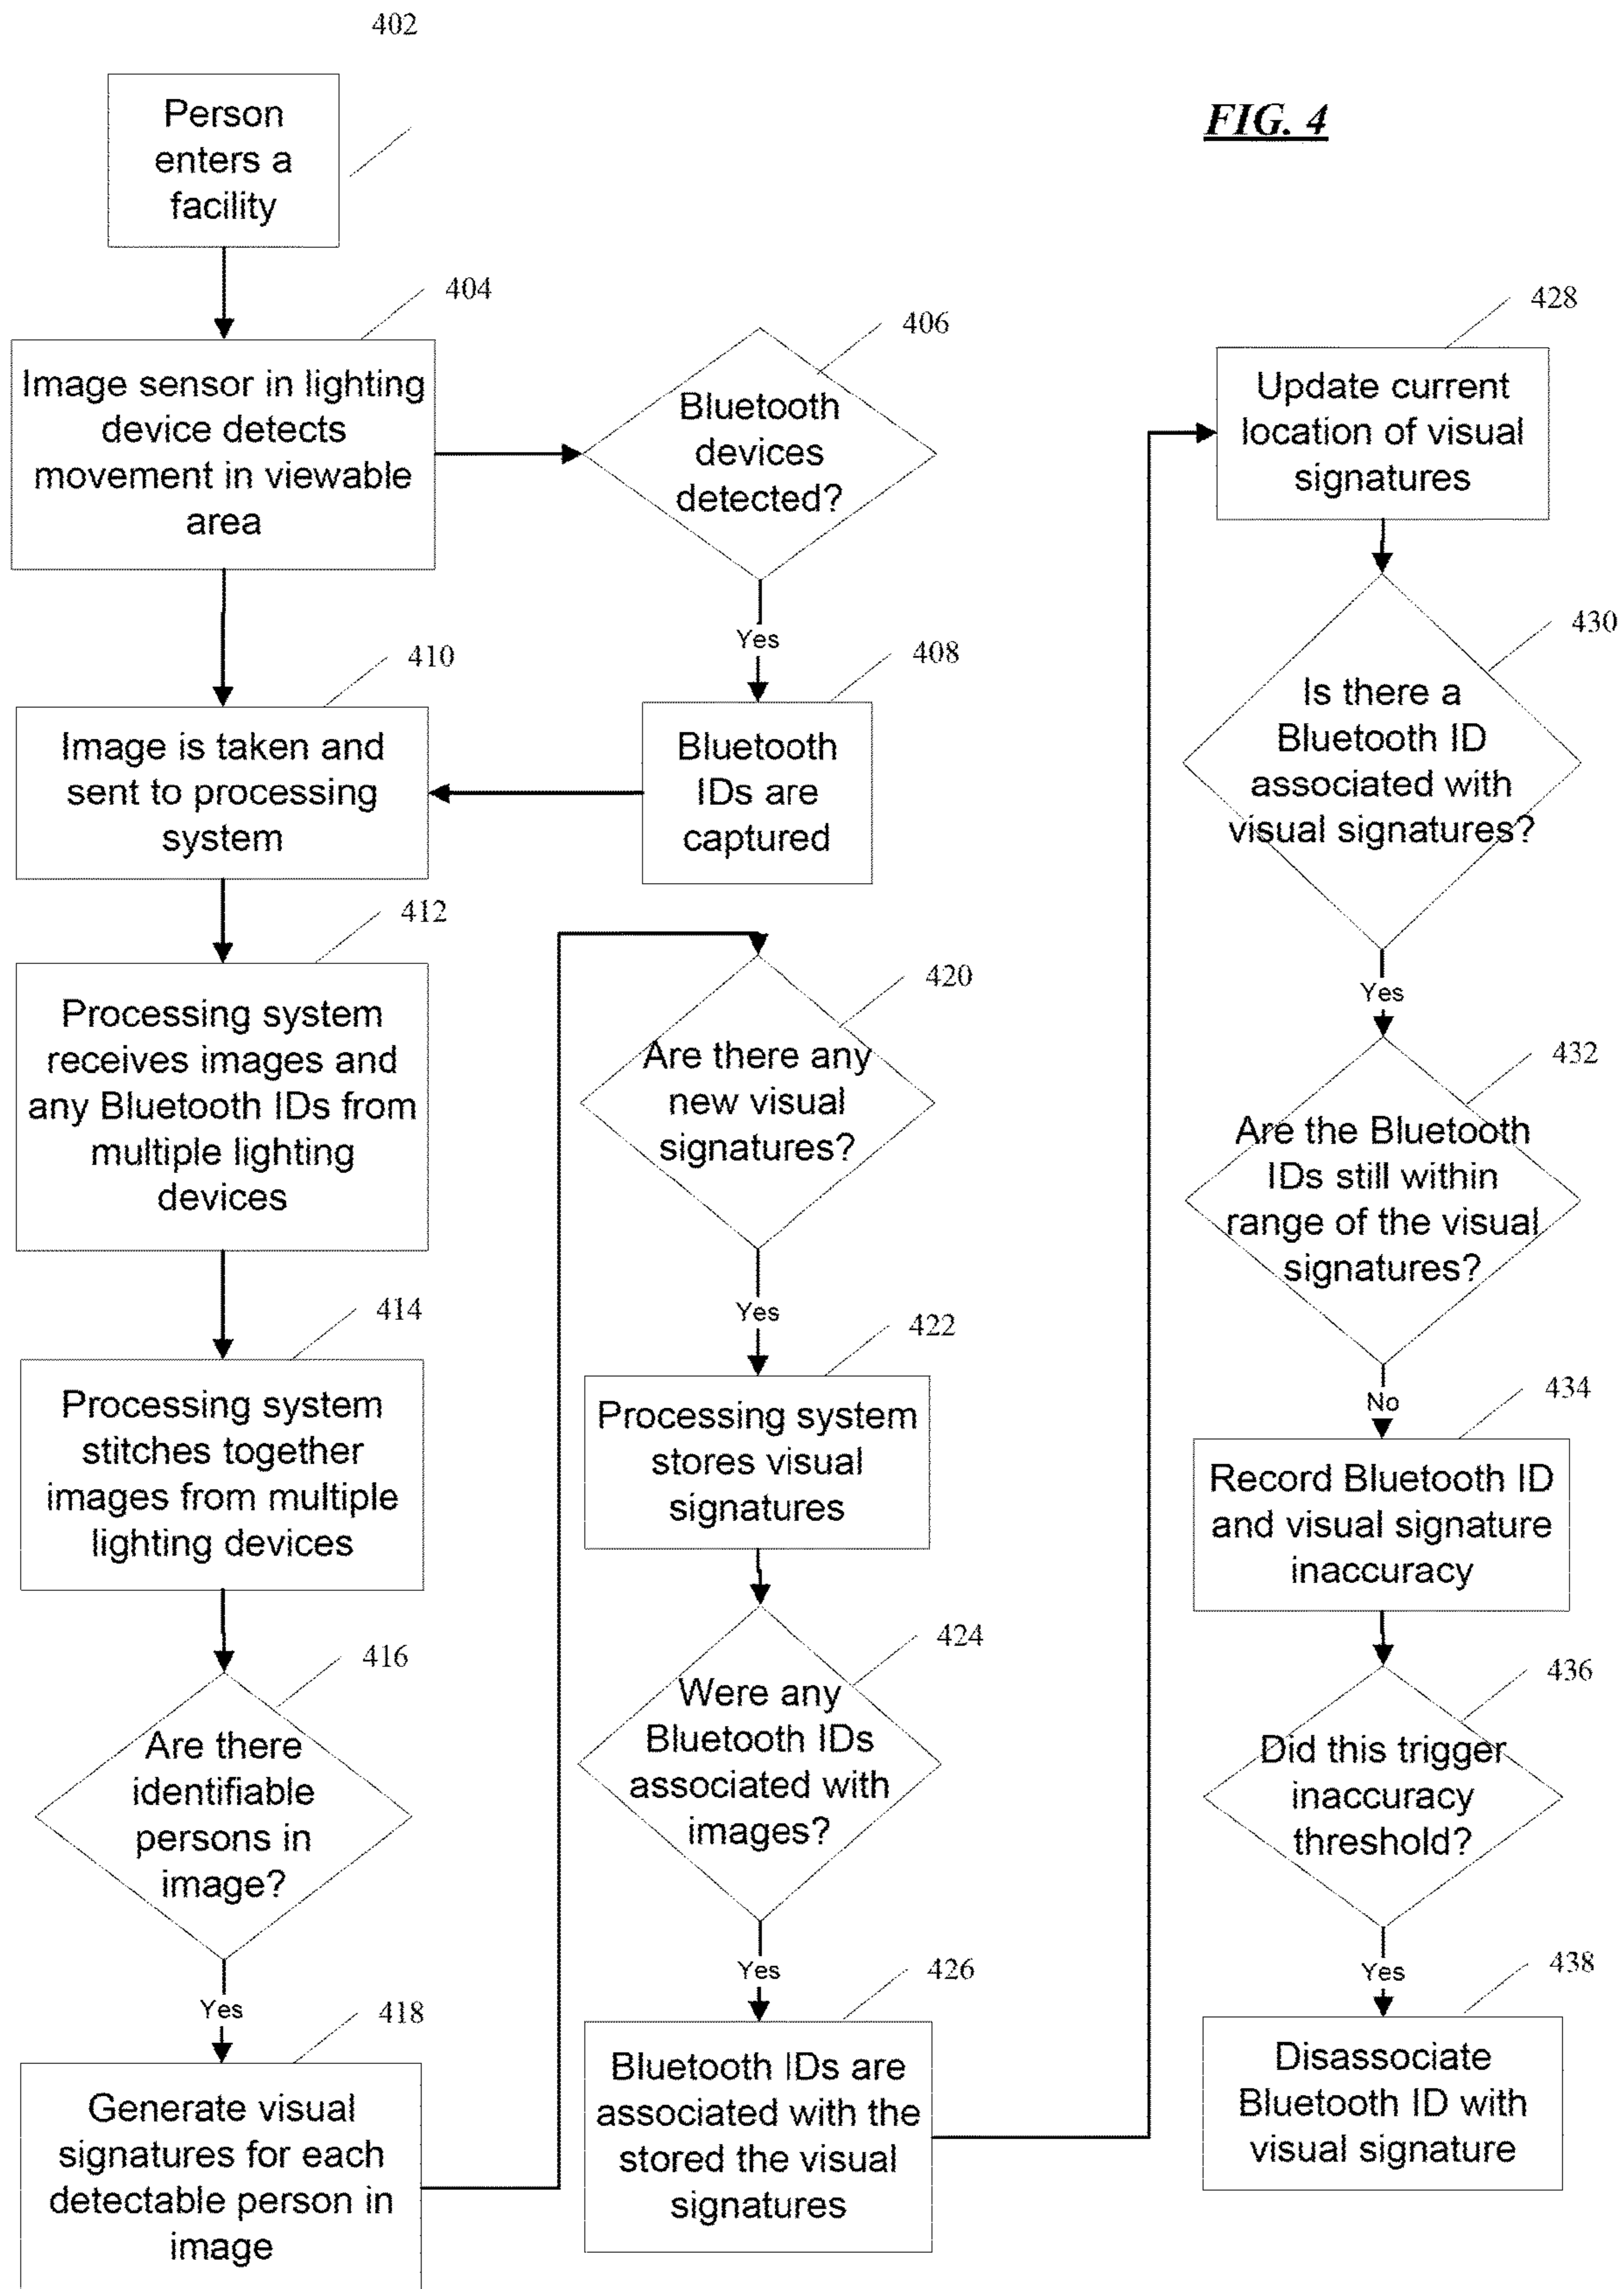 402
Person
enters a
facility
FIG. 4
404
Image sensor in lighting
device detects
movement in viewable
area
406
Bluetooth
devices
detected?
Yes
408
Bluetooth
IDs are
captured
410
Image is taken and
sent to processing
system
412
Processing system
receives images and
any Bluetooth IDs from
multiple lighting
devices
414
Processing system
stitches together
images from multiple
lighting devices
416
Are there
identifiable
persons in
image?
Yes
418
Generate visual
signatures for each
detectable person in
image
420
Are there any
new visual
signatures?
Yes
422
Processing system
stores visual
signatures
424
Were any
Bluetooth IDs
associated with
images?
Yes
426
Bluetooth IDs are
associated with the
stored the visual
signatures
428
Update current
location of visual
signatures
430
Is there a
Bluetooth ID
associated with
visual signatures?
Yes
432
Are the Bluetooth
IDs still within
range of the visual
signatures?
No
434
Record Bluetooth ID
and visual signature
inaccuracy
436
Did this trigger
inaccuracy
threshold?
Yes
438
Disassociate
Bluetooth ID with
visual signature